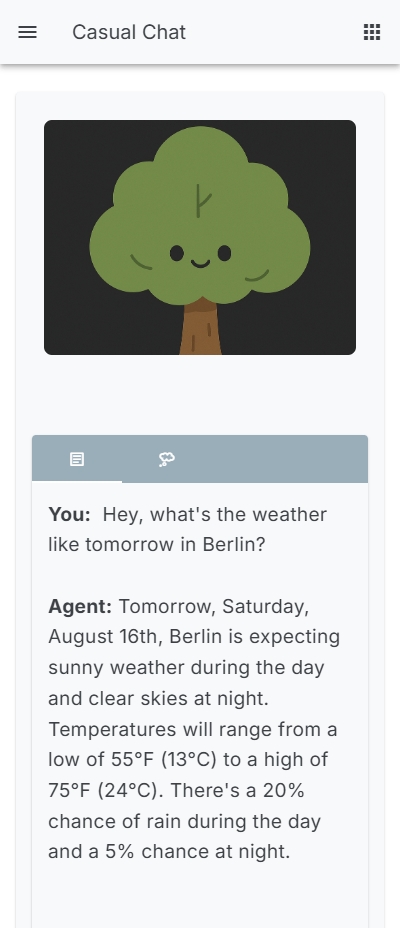 Casual Chat
You: Hey, what's the weather
like tomorrow in Berlin?
Agent: Tomorrow, Saturday,
August 16th, Berlin is expecting
sunny weather during the day
and clear skies at night.
Temperatures will range from a
low of 55°F (13°C) to a high of
75°F (24°C). There's a 20%
chance of rain during the day
and a 5% chance at night.